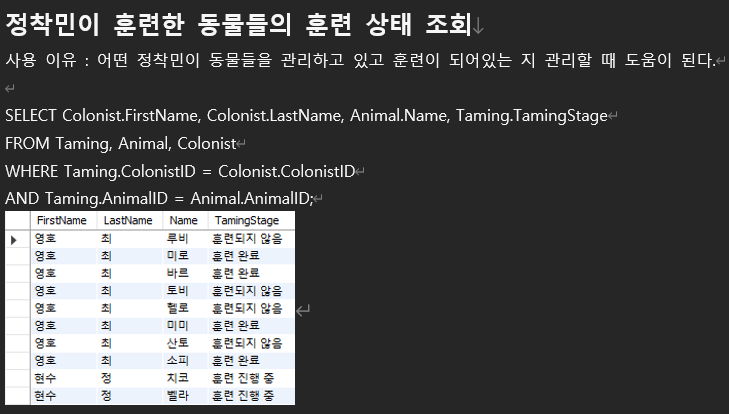 정착민이 훈련한 동물들의 훈련 상태 조회
사용 이유 : 어떤 정착민이 동물들을 관리하고 있고 훈련이 되어있는 지 관리할 때 도움이 된다.
SELECT Colonist.FirstName, Colonist.LastName, Animal.Name, Taming.TamingStage
FROM Taming, Animal, Colonist
WHERE Taming.ColonistID = Colonist.ColonistID
AND Taming.AnimalID = Animal.AnimalID;
FirstName LastName Name TamingStage
영호 최 루비 훈련되지 않음
영호 최 미로 훈련 완료
영호 최 바르 훈련 완료
영호 최 토비 훈련되지 않음
영호 최 헬로 훈련되지 않음
영호 최 미미 훈련 완료
영호 최 산토 훈련되지 않음
영호 최 소피 훈련 완료
현수 정 치코 훈련 진행 중
현수 정 벨라 훈련 진행 중